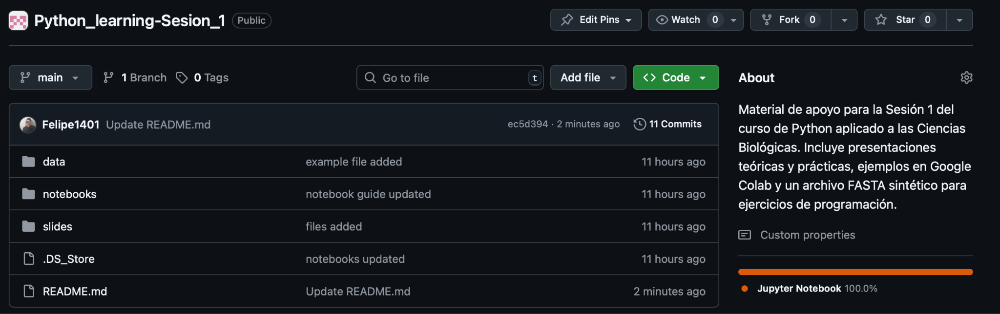 Python_learning-Sesion_1 Public Edit Pins Watch 0 Fork 0 Star 0
main 1 Branch 0 Tags Go to file t Add file Code
Felipe1401 Update README.md ec5d394 · 2 minutes ago 11 Commits
data example file added 11 hours ago
notebooks notebook guide updated 11 hours ago
slides files added 11 hours ago
.DS_Store notebooks updated 11 hours ago
README.md Update README.md 2 minutes ago
About
Material de apoyo para la Sesión 1 del
curso de Python aplicado a las Ciencias
Biológicas. Incluye presentaciones
teóricas y prácticas, ejemplos en Google
Colab y un archivo FASTA sintético para
ejercicios de programación.
Custom properties
Jupyter Notebook 100.0%